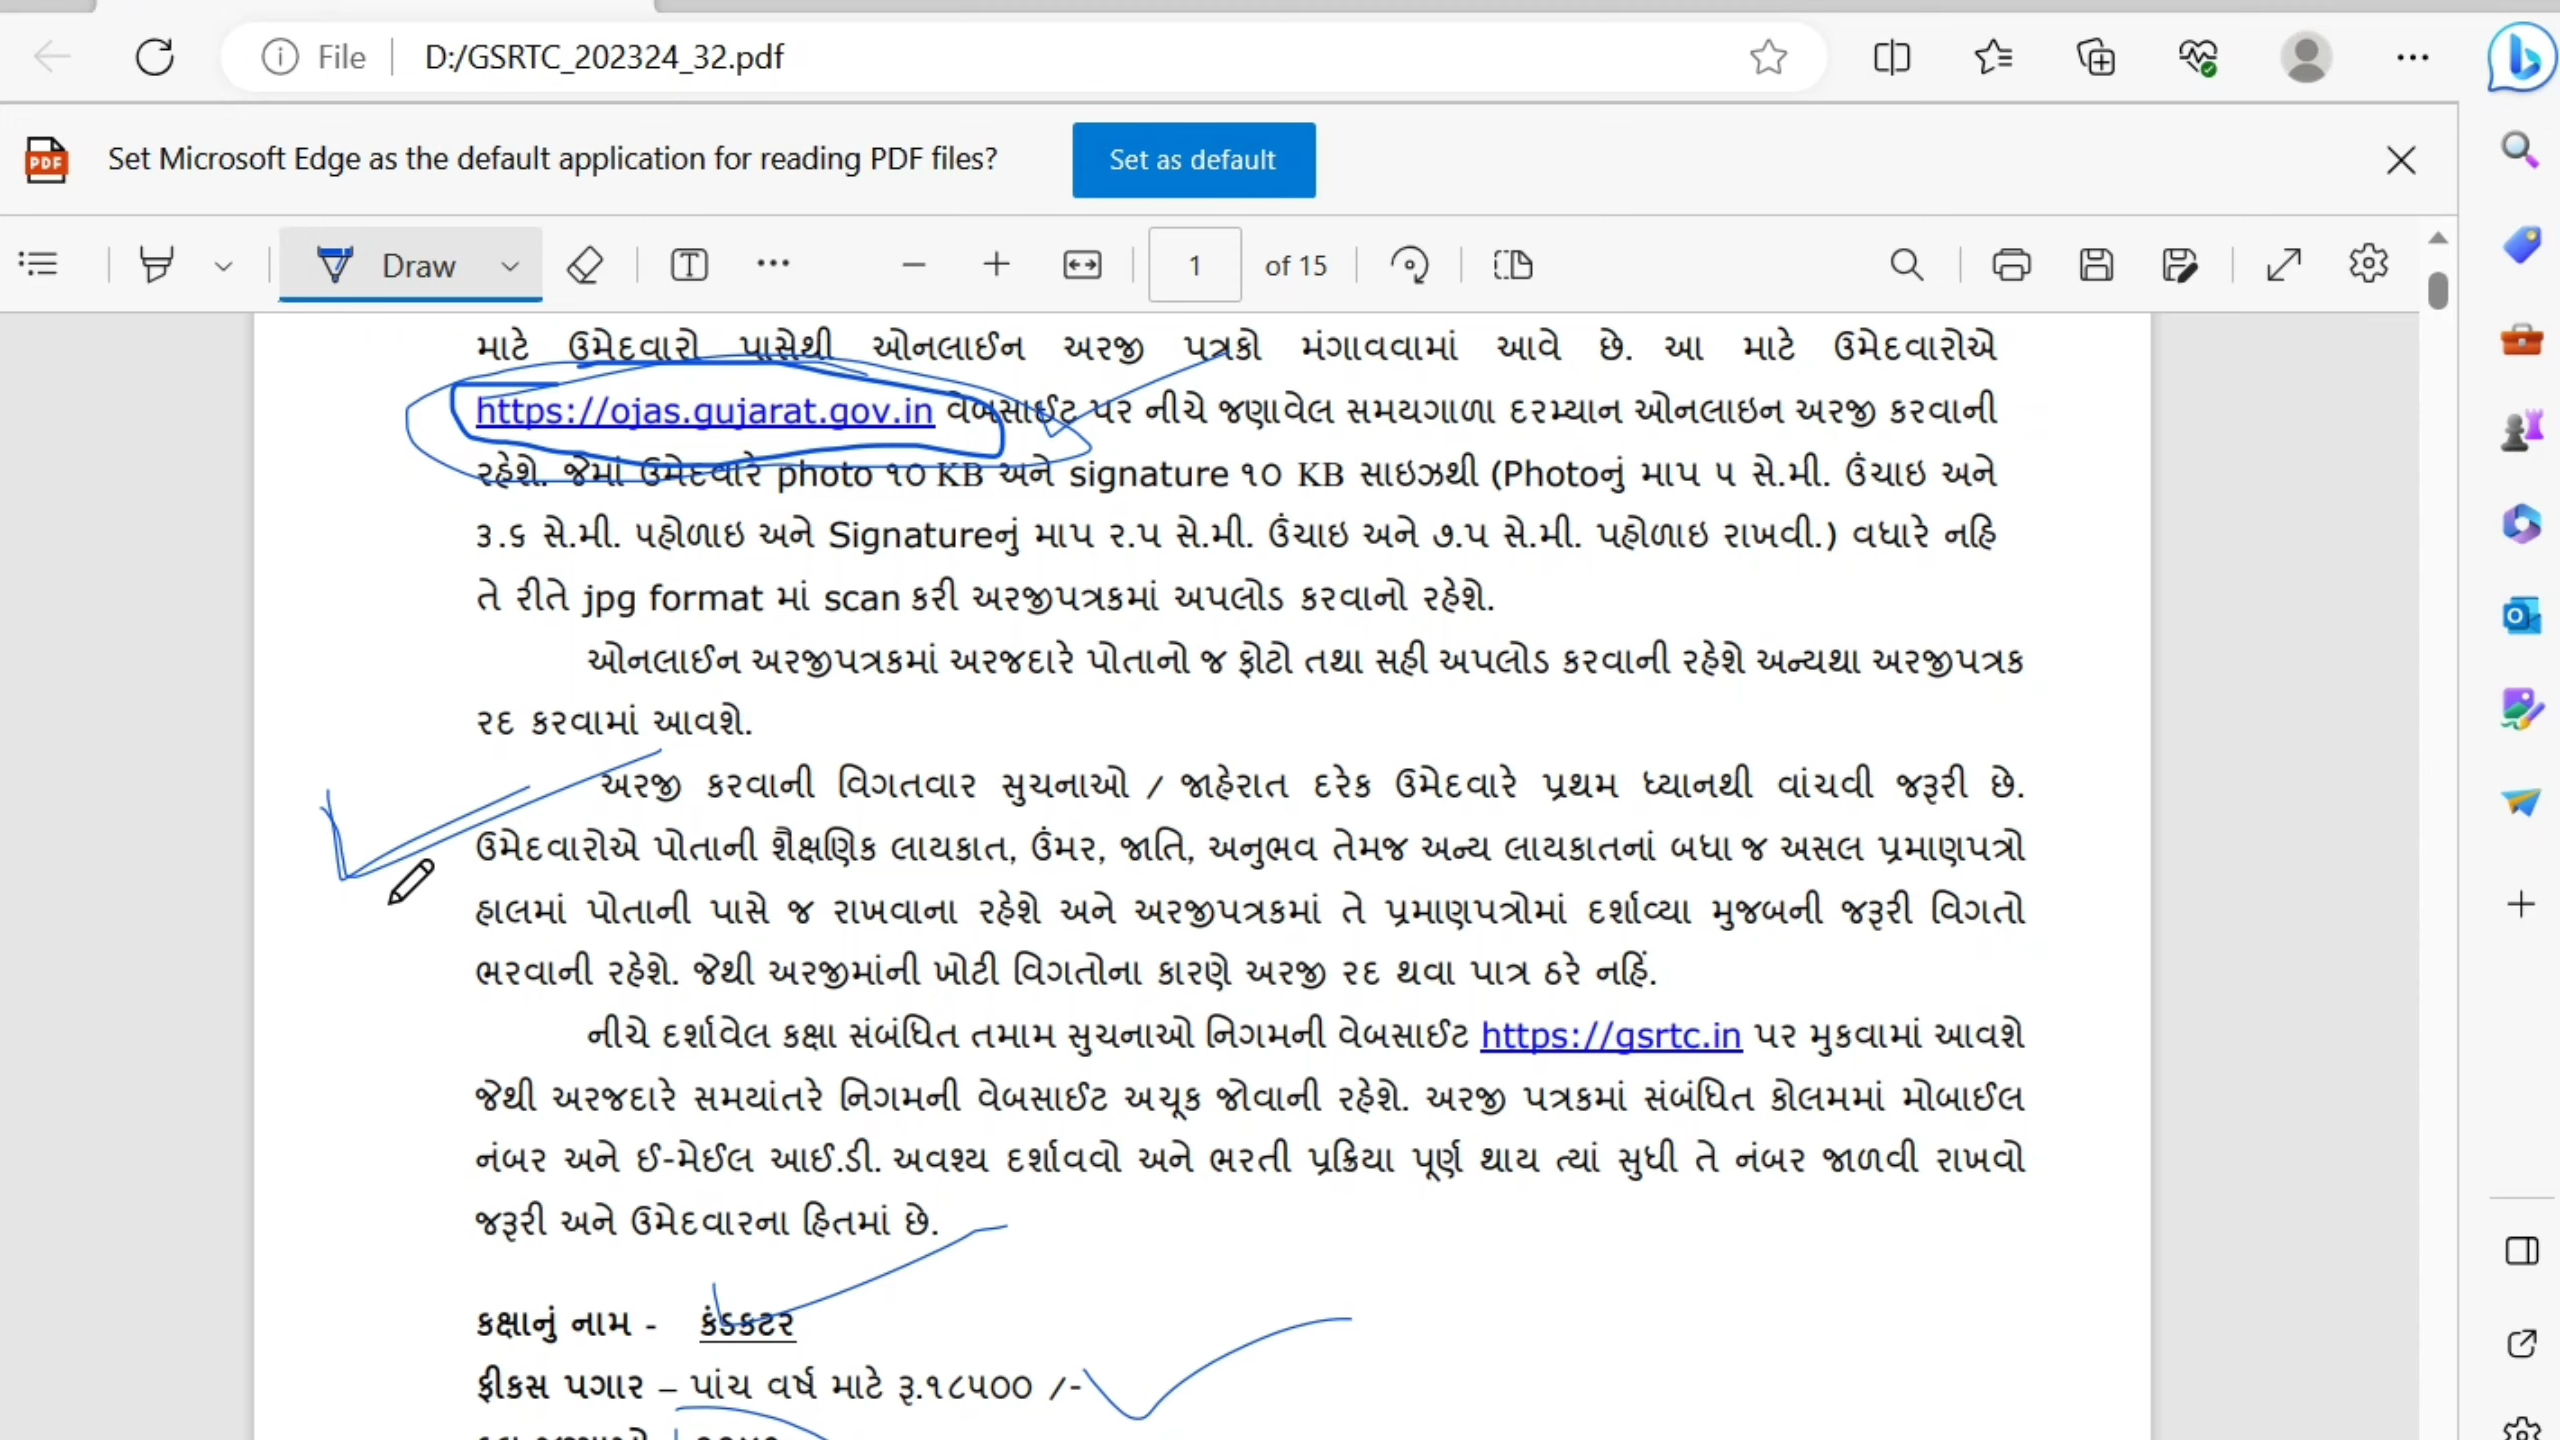 File D:/GSRTC_202324_32.pdf
Set Microsoft Edge as the default application for reading PDF files? Set as default
Draw 1 of 15
માટે ઉમેદવારો પાસેથી ઓનલાઈન અરજી પત્રકો મંગાવવામાં આવે છે. આ માટે ઉમેદવારોએ
https://ojas.gujarat.gov.in વેબસાઈટ પર નીચે જણાવેલ સમયગાળા દરમ્યાન ઓનલાઇન અરજી કરવાની
રહેશે. જેમાં ઉમેદવારે photo ૧૦ KB અને signature ૧૦ KB સાઇઝથી (Photoનું માપ ૫ સે.મી. ઉંચાઇ અને
૩.૬ સે.મી. પહોળાઇ અને Signatureનું માપ ૨.૫ સે.મી. ઉંચાઇ અને ૭.૫ સે.મી. પહોળાઇ રાખવી.) વધારે નહિ
તે રીતે jpg format માં scan કરી અરજીપત્રકમાં અપલોડ કરવાનો રહેશે.
ઓનલાઈન અરજીપત્રકમાં અરજદારે પોતાનો જ ફોટો તથા સહી અપલોડ કરવાની રહેશે અન્યથા અરજીપત્રક
રદ કરવામાં આવશે.
અરજી કરવાની વિગતવાર સુચનાઓ / જાહેરાત દરેક ઉમેદવારે પ્રથમ ધ્યાનથી વાંચવી જરૂરી છે.
ઉમેદવારોએ પોતાની શૈક્ષણિક લાયકાત, ઉંમર, જાતિ, અનુભવ તેમજ અન્ય લાયકાતનાં બધા જ અસલ પ્રમાણપત્રો
હાલમાં પોતાની પાસે જ રાખવાના રહેશે અને અરજીપત્રકમાં તે પ્રમાણપત્રોમાં દર્શાવ્યા મુજબની જરૂરી વિગતો
ભરવાની રહેશે. જેથી અરજીમાંની ખોટી વિગતોના કારણે અરજી રદ થવા પાત્ર ઠરે નહિં.
નીચે દર્શાવેલ કક્ષા સંબંધિત તમામ સુચનાઓ નિગમની વેબસાઈટ https://gsrtc.in પર મુકવામાં આવશે
જેથી અરજદારે સમયાંતરે નિગમની વેબસાઈટ અચૂક જોવાની રહેશે. અરજી પત્રકમાં સંબંધિત કોલમમાં મોબાઈલ
નંબર અને ઈ-મેઈલ આઈ.ડી. અવશ્ય દર્શાવવો અને ભરતી પ્રક્રિયા પૂર્ણ થાય ત્યાં સુધી તે નંબર જાળવી રાખવો
જરૂરી અને ઉમેદવારના હિતમાં છે.
કક્ષાનું નામ - કંડકટર
ફીકસ પગાર – પાંચ વર્ષ માટે રૂ.૧૮૫૦૦ /-